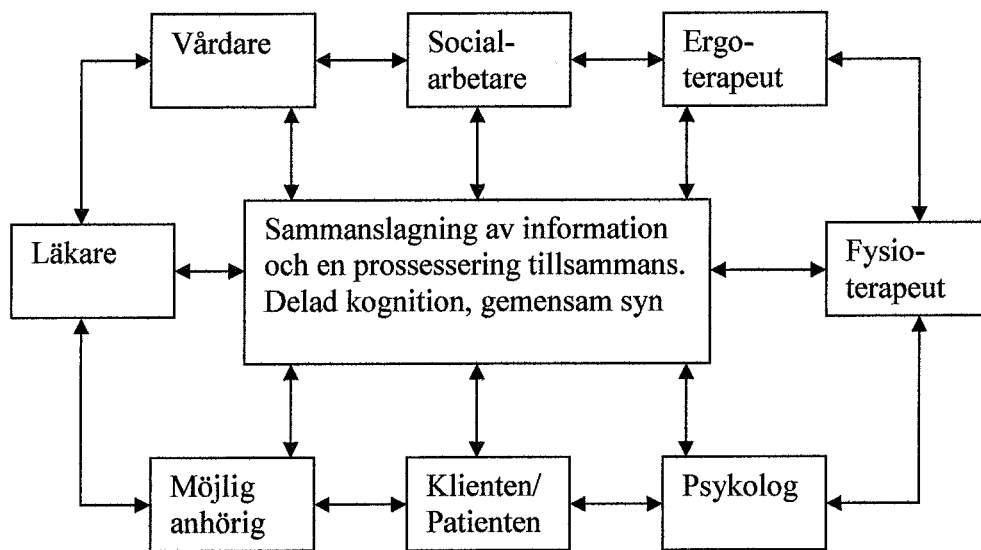 Vårdare
Social-
arbetare
Ergo-
terapeut
Läkare
Sammanslagning av information
och en prossessering tillsammans.
Delad kognition, gemensam syn
Fysio-
terapeut
Möjlig
anhörig
Klienten/
Patienten
Psykolog